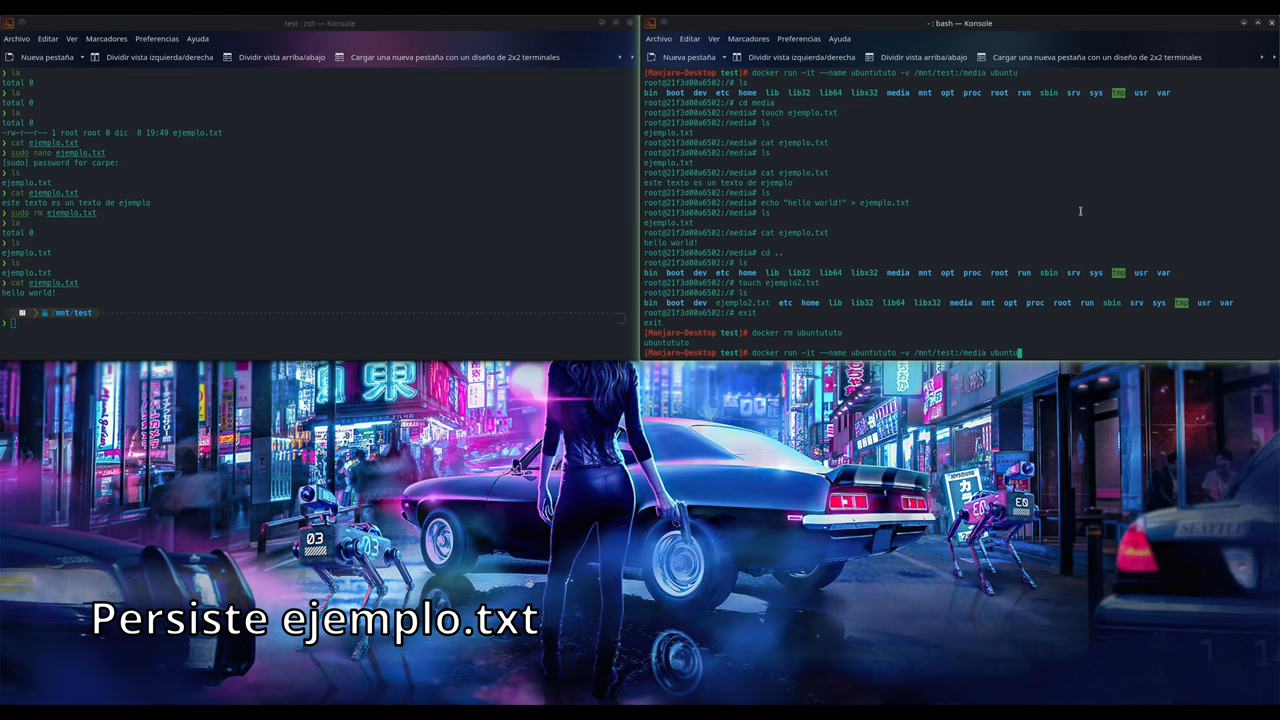 test : zsh — Konsole
Archivo Editar Ver Marcadores Preferencias Ayuda
Nueva pestaña Dividir vista izquierda/derecha Dividir vista arriba/abajo Cargar una nueva pestaña con un diseño de 2x2 terminales
❯ la
total 0
❯ la
total 0
❯ la
total 0
-rw-r--r-- 1 root root 0 dic  8 19:49 ejemplo.txt
❯ cat ejemplo.txt
❯ sudo nano ejemplo.txt
[sudo] password for carpe:
❯ ls
ejemplo.txt
❯ cat ejemplo.txt
este texto es un texto de ejemplo
❯ sudo rm ejemplo.txt
❯ la
total 0
❯ ls
ejemplo.txt
❯ ls
ejemplo.txt
❯ cat ejemplo.txt
hello world!
/mnt/test
❯
- : bash — Konsole
Archivo Editar Ver Marcadores Preferencias Ayuda
Nueva pestaña Dividir vista izquierda/derecha Dividir vista arriba/abajo Cargar una nueva pestaña con un diseño de 2x2 terminales
[Manjaro-Desktop test]# docker run -it --name ubuntututo -v /mnt/test:/media ubuntu
root@21f3d00a6502:/# ls
bin boot dev etc home lib lib32 lib64 libx32 media mnt opt proc root run sbin srv sys tmp usr var
root@21f3d00a6502:/# cd media
root@21f3d00a6502:/media# touch ejemplo.txt
root@21f3d00a6502:/media# ls
ejemplo.txt
root@21f3d00a6502:/media# cat ejemplo.txt
root@21f3d00a6502:/media# ls
ejemplo.txt
root@21f3d00a6502:/media# cat ejemplo.txt
este texto es un texto de ejemplo
root@21f3d00a6502:/media# ls
root@21f3d00a6502:/media# echo "hello world!" > ejemplo.txt
root@21f3d00a6502:/media# ls
ejemplo.txt
root@21f3d00a6502:/media# cat ejemplo.txt
hello world!
root@21f3d00a6502:/media# cd ..
root@21f3d00a6502:/# ls
bin boot dev etc home lib lib32 lib64 libx32 media mnt opt proc root run sbin srv sys tmp usr var
root@21f3d00a6502:/# touch ejemplo2.txt
root@21f3d00a6502:/# ls
bin boot dev ejemplo2.txt etc home lib lib32 lib64 libx32 media mnt opt proc root run sbin srv sys tmp usr var
root@21f3d00a6502:/# exit
exit
[Manjaro-Desktop test]# docker rm ubuntututo
ubuntututo
[Manjaro-Desktop test]# docker run -it --name ubuntututo -v /mnt/test:/media ubuntu
東
03
03
SEATTLE
Persiste ejemplo.txt